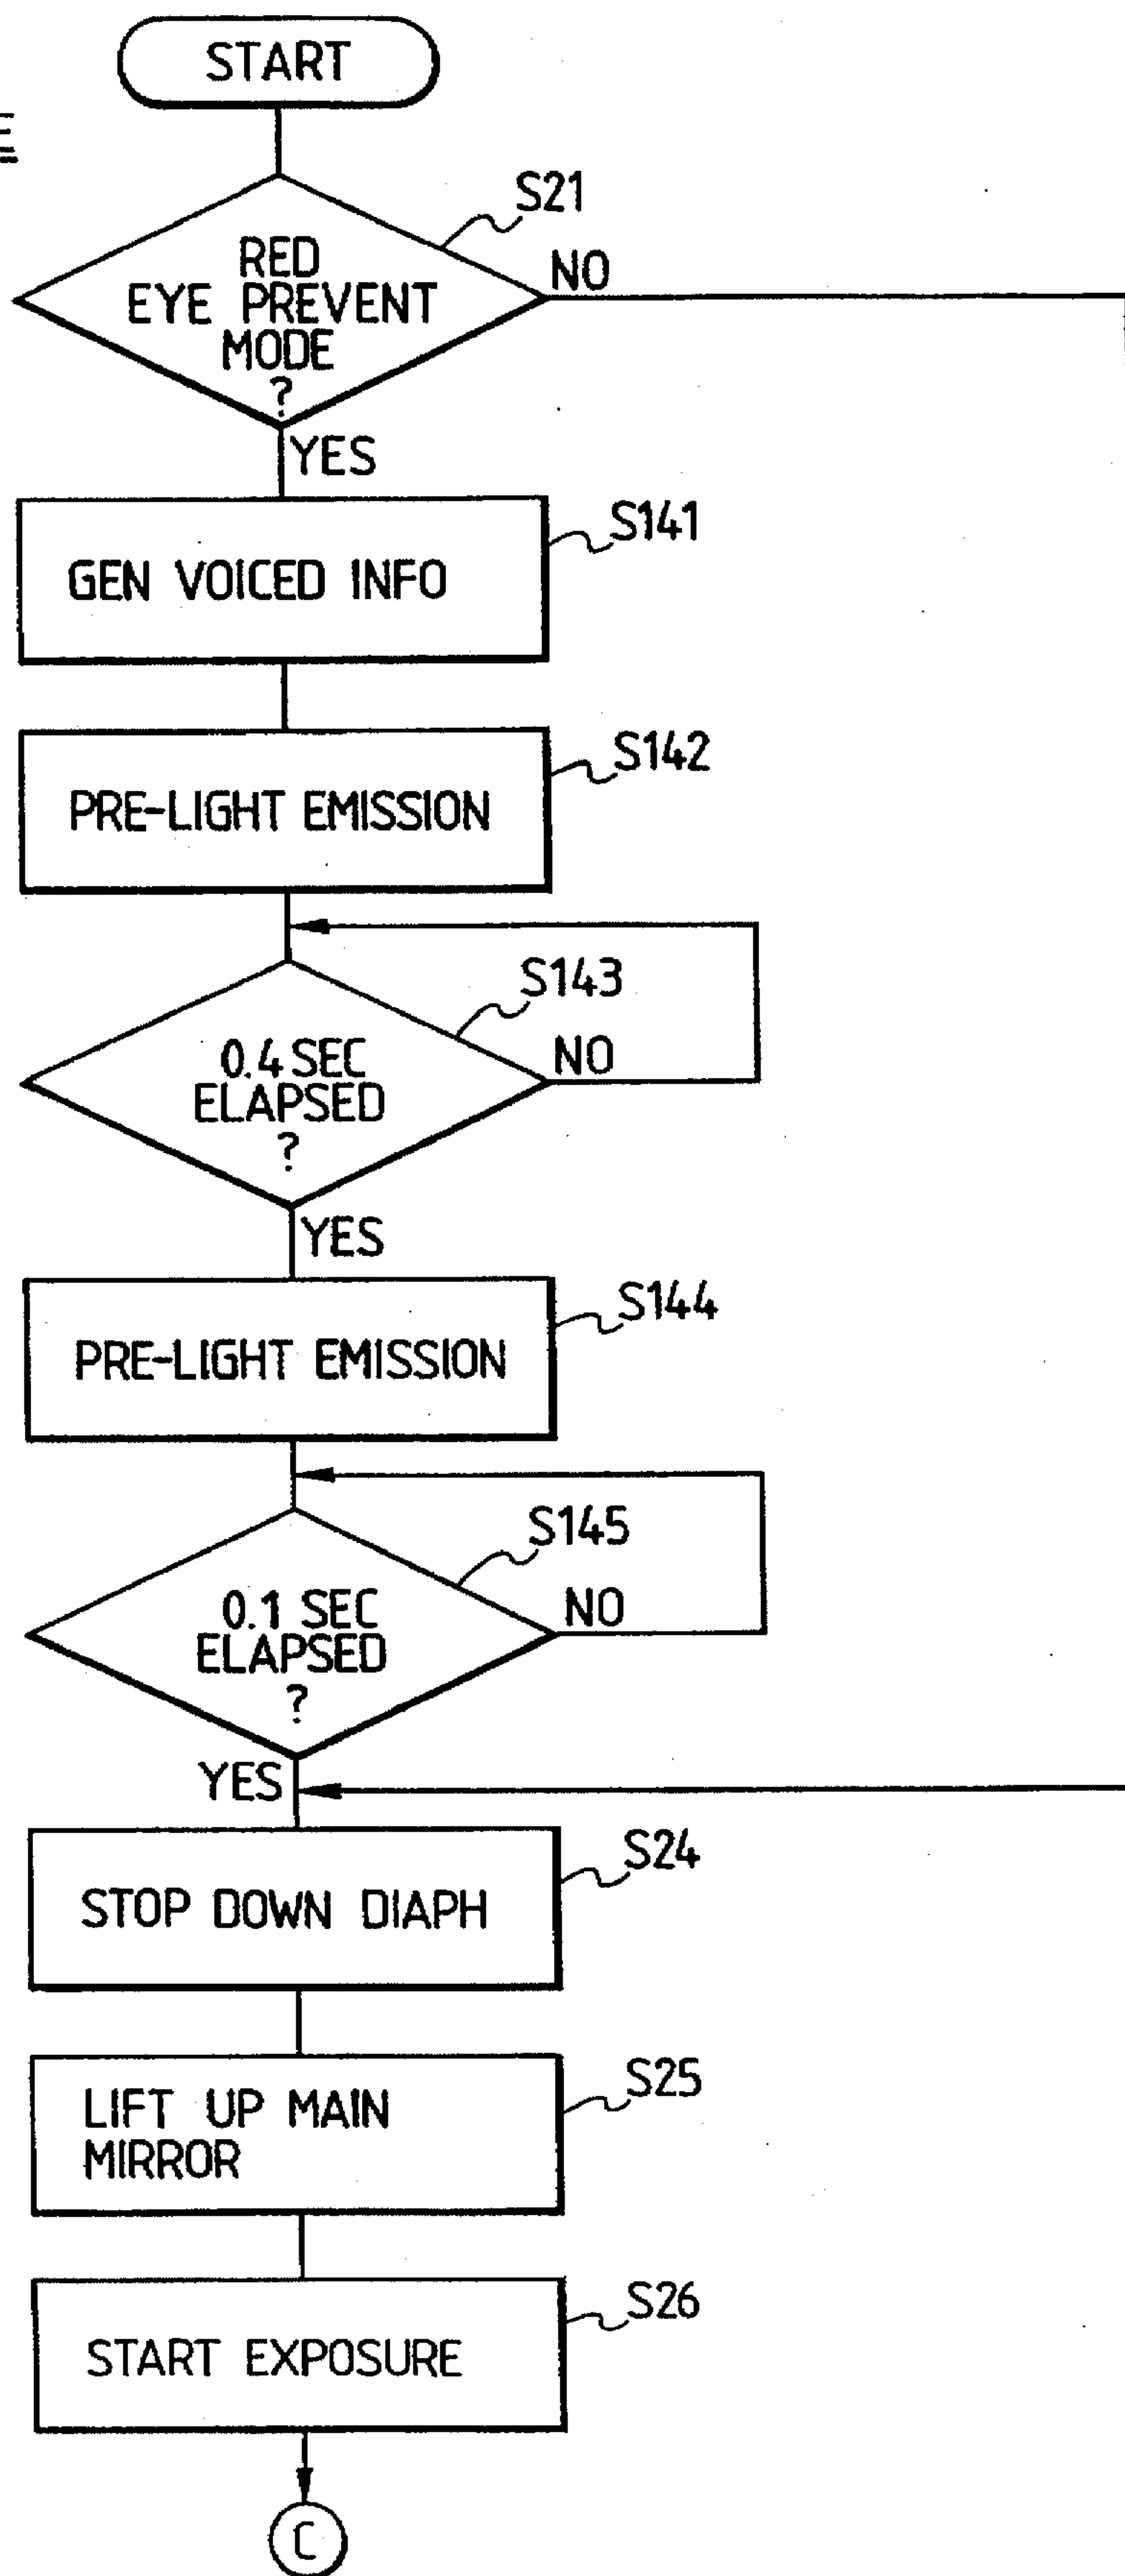 START
S21
RED
EYE PREVENT
MODE
?
NO
YES
S141
GEN VOICED INFO
S142
PRE-LIGHT EMISSION
S143
0.4 SEC
ELAPSED
?
NO
YES
S144
PRE-LIGHT EMISSION
S145
0.1 SEC
ELAPSED
?
NO
YES
S24
STOP DOWN DIAPH
S25
LIFT UP MAIN
MIRROR
S26
START EXPOSURE
C